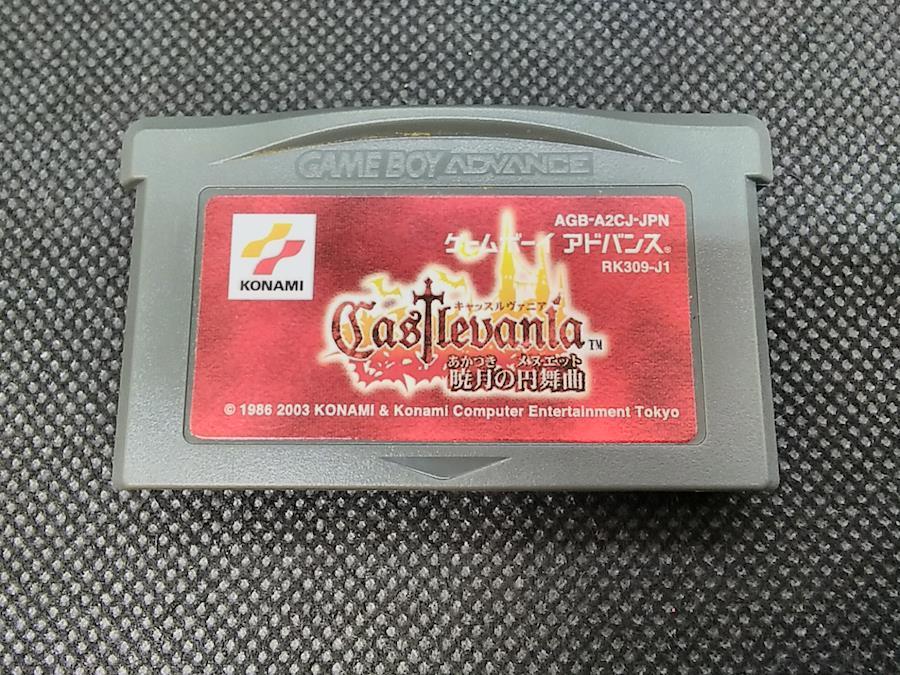 GAME BOY ADVANCE
AGB-A2CJ-JPN
ゲームボーイ アドバンス®
RK309-J1
KONAMI
キャッスルヴァニア
Castlevania™
あかつき メヌエット
暁月の円舞曲
© 1986 2003 KONAMI & Konami Computer Entertainment Tokyo